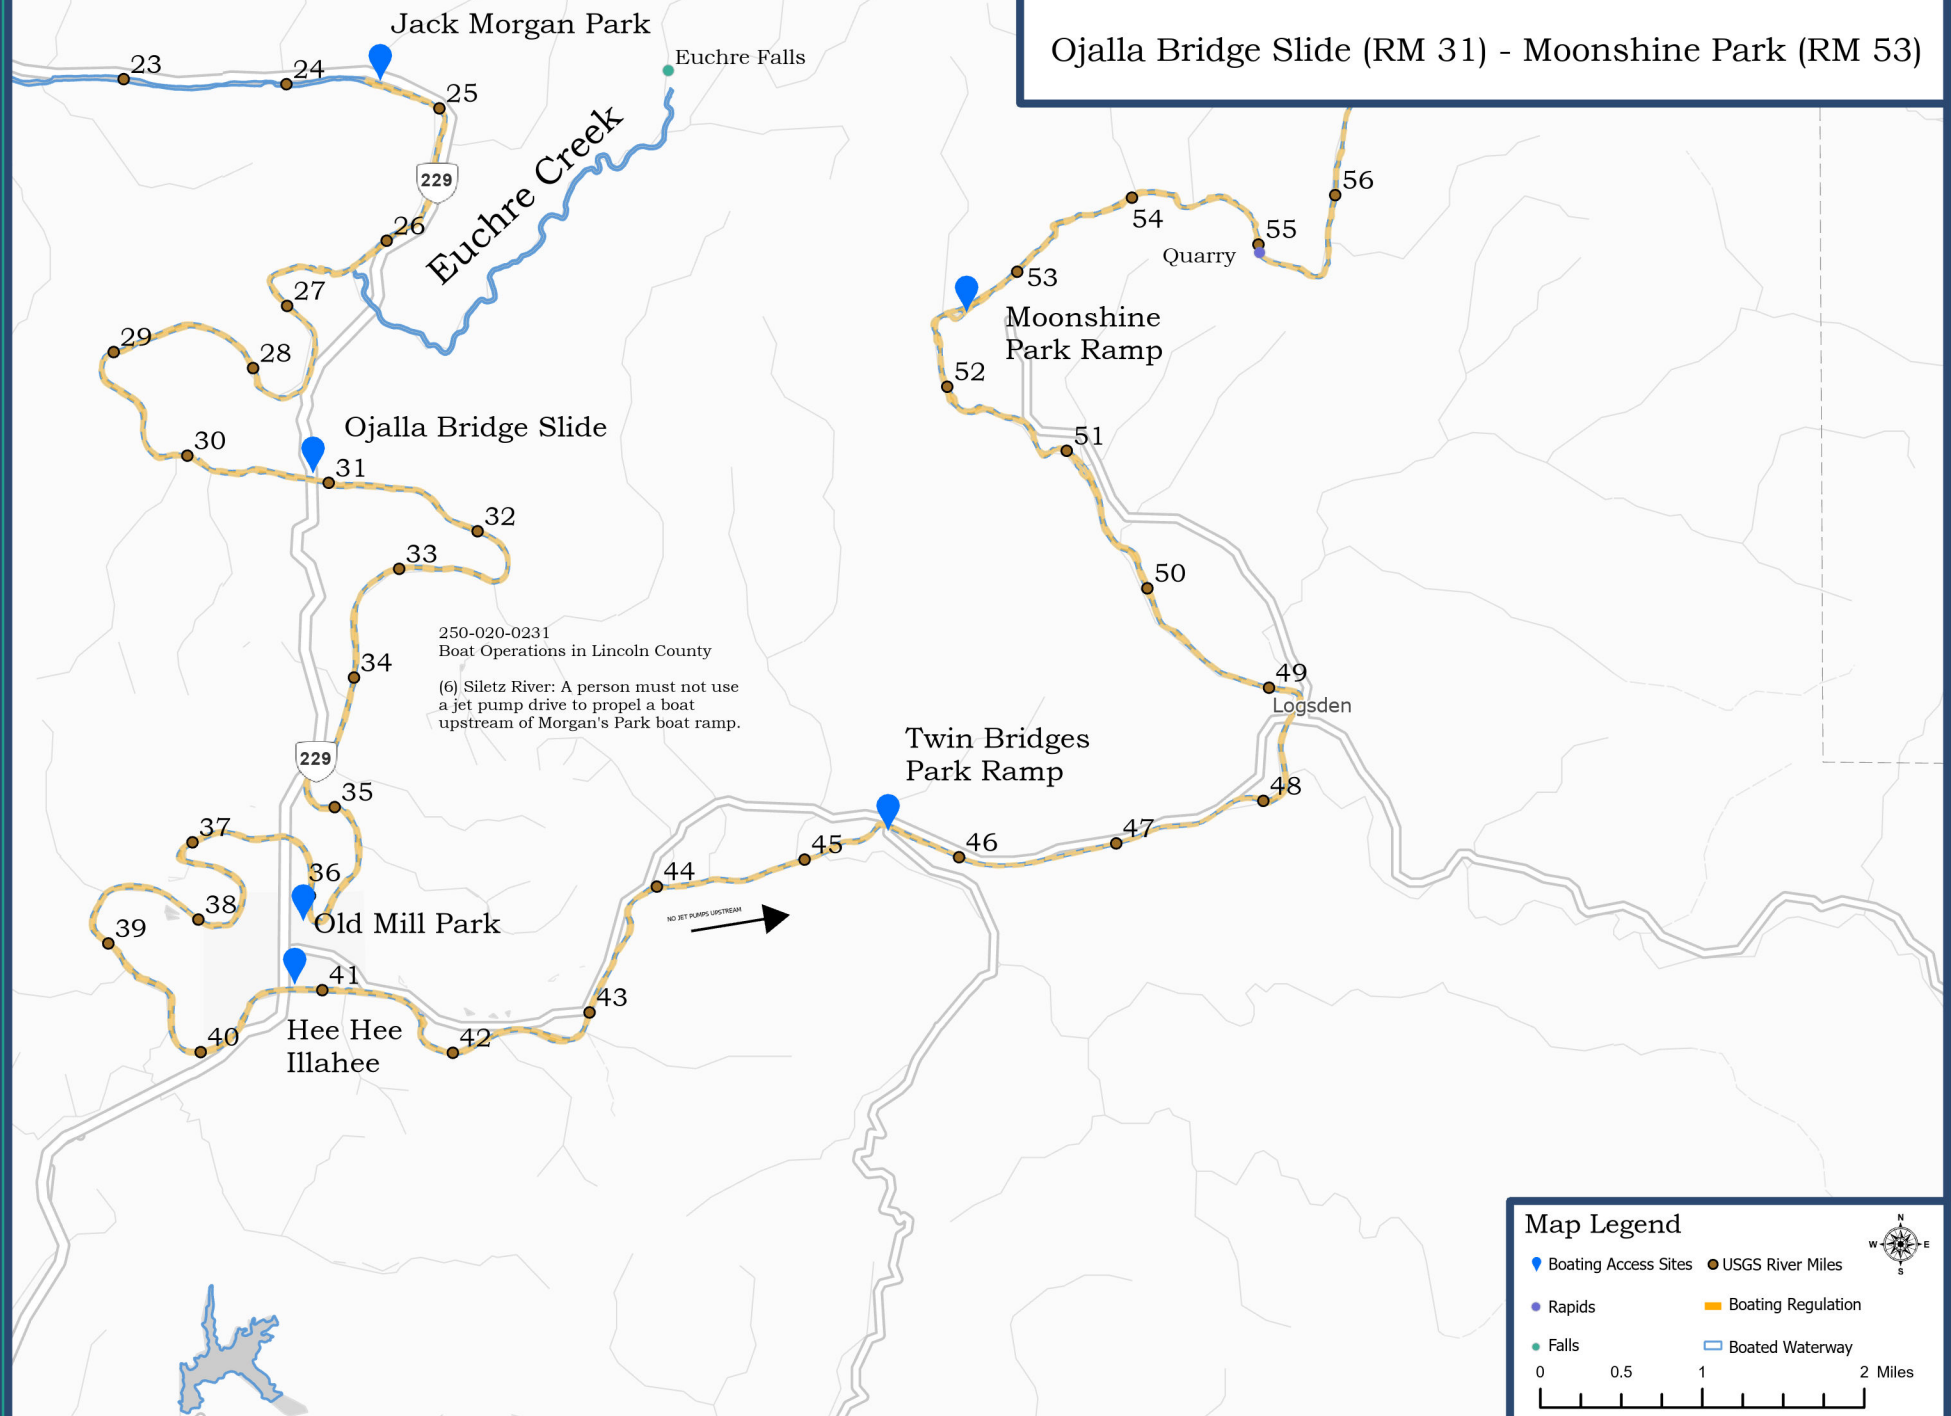 Ojalla Bridge Slide (RM 31) - Moonshine Park (RM 53)
Jack Morgan Park
Euchre Falls
23
24
25
229
26
Euchre Creek
27
28
29
30
Ojalla Bridge Slide
31
32
33
34
250-020-0231
Boat Operations in Lincoln County
(6) Siletz River: A person must not use
a jet pump drive to propel a boat
upstream of Morgan's Park boat ramp.
229
35
36
37
38
39
Old Mill Park
40
41
Hee Hee
Illahee
42
43
44
NO JET PUMPS UPSTREAM
45
Twin Bridges
Park Ramp
46
47
48
Logsden
49
50
51
52
Moonshine
Park Ramp
53
54
55
Quarry
56
Map Legend
N
W
E
S
Boating Access Sites
USGS River Miles
Rapids
Boating Regulation
Falls
Boated Waterway
0 0.5 1 2 Miles